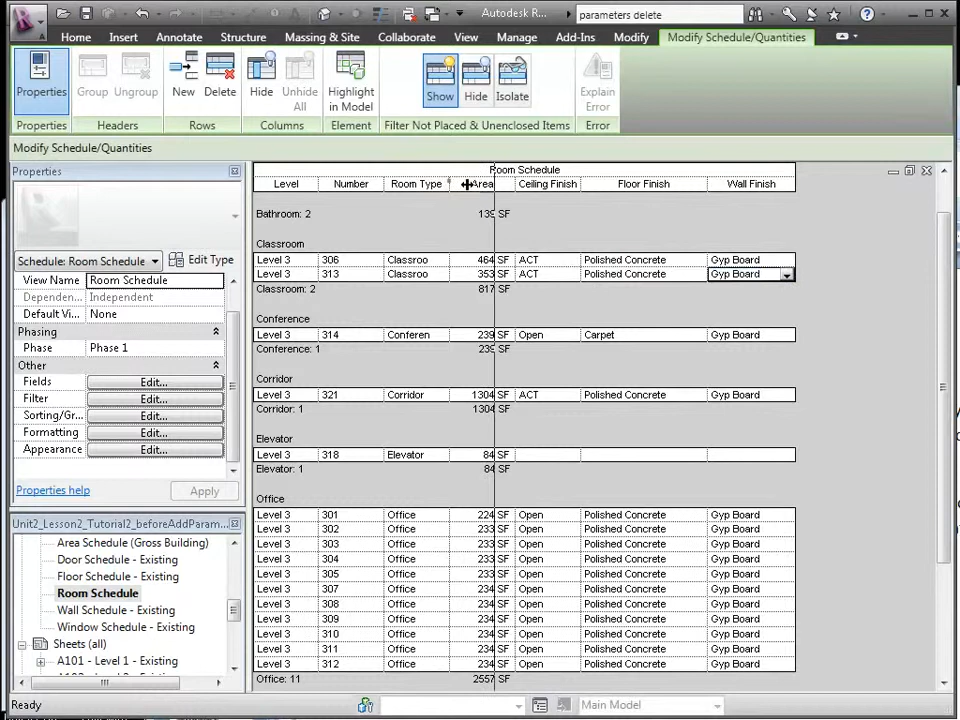 Autodesk R... parameters delete
Home Insert Annotate Structure Massing & Site Collaborate View Manage Add-Ins Modify Modify Schedule/Quantities
Properties Group Ungroup New Delete Hide Unhide All Highlight in Model Show Hide Isolate Explain Error
Properties Headers Rows Columns Element Filter Not Placed & Unenclosed Items Error
Modify Schedule/Quantities
Properties
Schedule: Room Schedule Edit Type
View Name Room Schedule
Dependen... Independent
Default Vi... None
Phasing
Phase Phase 1
Other
Fields Edit...
Filter Edit...
Sorting/Gr... Edit...
Formatting Edit...
Appearance Edit...
Properties help Apply
Unit2_Lesson2_Tutorial2_beforeAddParam...
Area Schedule (Gross Building)
Door Schedule - Existing
Floor Schedule - Existing
Room Schedule
Wall Schedule - Existing
Window Schedule - Existing
Sheets (all)
A101 - Level 1 - Existing
Room Schedule
Level Number Room Type Area Ceiling Finish Floor Finish Wall Finish
Bathroom: 2 139 SF
Classroom
Level 3 306 Classroo 464 SF ACT Polished Concrete Gyp Board
Level 3 313 Classroo 353 SF ACT Polished Concrete Gyp Board
Classroom: 2 817 SF
Conference
Level 3 314 Conferen 239 SF Open Carpet Gyp Board
Conference: 1 239 SF
Corridor
Level 3 321 Corridor 1304 SF ACT Polished Concrete Gyp Board
Corridor: 1 1304 SF
Elevator
Level 3 318 Elevator 84 SF
Elevator: 1 84 SF
Office
Level 3 301 Office 224 SF Open Polished Concrete Gyp Board
Level 3 302 Office 233 SF Open Polished Concrete Gyp Board
Level 3 303 Office 233 SF Open Polished Concrete Gyp Board
Level 3 304 Office 233 SF Open Polished Concrete Gyp Board
Level 3 305 Office 233 SF Open Polished Concrete Gyp Board
Level 3 307 Office 234 SF Open Polished Concrete Gyp Board
Level 3 308 Office 234 SF Open Polished Concrete Gyp Board
Level 3 309 Office 234 SF Open Polished Concrete Gyp Board
Level 3 310 Office 234 SF Open Polished Concrete Gyp Board
Level 3 311 Office 234 SF Open Polished Concrete Gyp Board
Level 3 312 Office 234 SF Open Polished Concrete Gyp Board
Office: 11 2557 SF
Ready Main Model